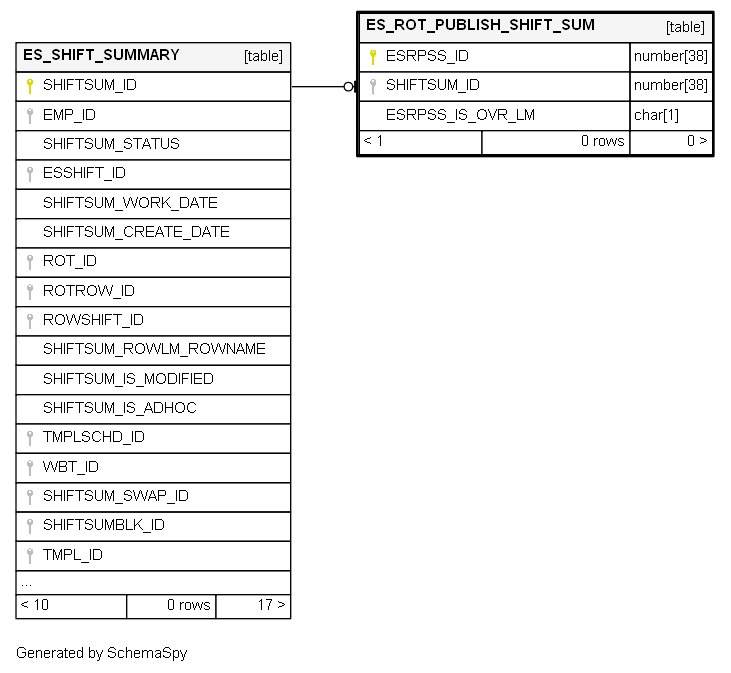 ES_SHIFT_SUMMARY [table]
SHIFTSUM_ID
EMP_ID
SHIFTSUM_STATUS
ESSHIFT_ID
SHIFTSUM_WORK_DATE
SHIFTSUM_CREATE_DATE
ROT_ID
ROTROW_ID
ROWSHIFT_ID
SHIFTSUM_ROWLM_ROWNAME
SHIFTSUM_IS_MODIFIED
SHIFTSUM_IS_ADHOC
TMPLSCHD_ID
WBT_ID
SHIFTSUM_SWAP_ID
SHIFTSUMBLK_ID
TMPL_ID
...
< 10 0 rows 17 >
ES_ROT_PUBLISH_SHIFT_SUM [table]
ESRPSS_ID number[38]
SHIFTSUM_ID number[38]
ESRPSS_IS_OVR_LM char[1]
< 1 0 rows 0 >
Generated by SchemaSpy